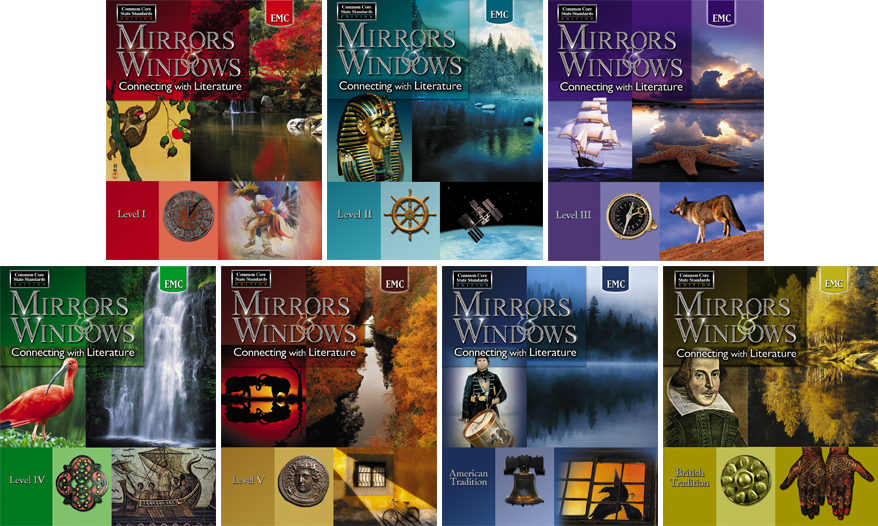 Common Core
State Standards
EDITION
EMC
MIRRORS
&
WINDOWS
Connecting with Literature
Level I
Common Core
State Standards
EDITION
EMC
MIRRORS
&
WINDOWS
Connecting with Literature
Level II
Common Core
State Standards
EDITION
EMC
MIRRORS
&
WINDOWS
Connecting with Literature
Level III
Common Core
State Standards
EDITION
EMC
MIRRORS
&
WINDOWS
Connecting with Literature
Level IV
Common Core
State Standards
EDITION
EMC
MIRRORS
&
WINDOWS
Connecting with Literature
Level V
Common Core
State Standards
EDITION
EMC
MIRRORS
&
WINDOWS
Connecting with Literature
American
Tradition
Common Core
State Standards
EDITION
EMC
MIRRORS
&
WINDOWS
Connecting with Literature
British
Tradition